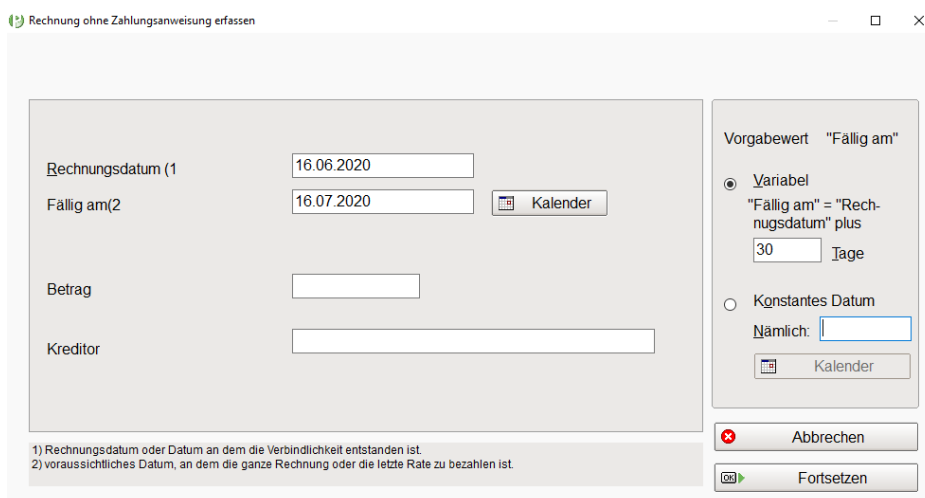 Rechnung ohne Zahlungsanweisung erfassen
Rechnungsdatum (1
16.06.2020
Fällig am(2
16.07.2020
Kalender
Betrag
Kreditor
1) Rechnungsdatum oder Datum an dem die Verbindlichkeit entstanden ist.
2) voraussichtliches Datum, an dem die ganze Rechnung oder die letzte Rate zu bezahlen ist.
Vorgabewert "Fällig am"
Variabel
"Fällig am" = "Rech-
nugsdatum" plus
30 Tage
Konstantes Datum
Nämlich:
Kalender
Abbrechen
OK Fortsetzen